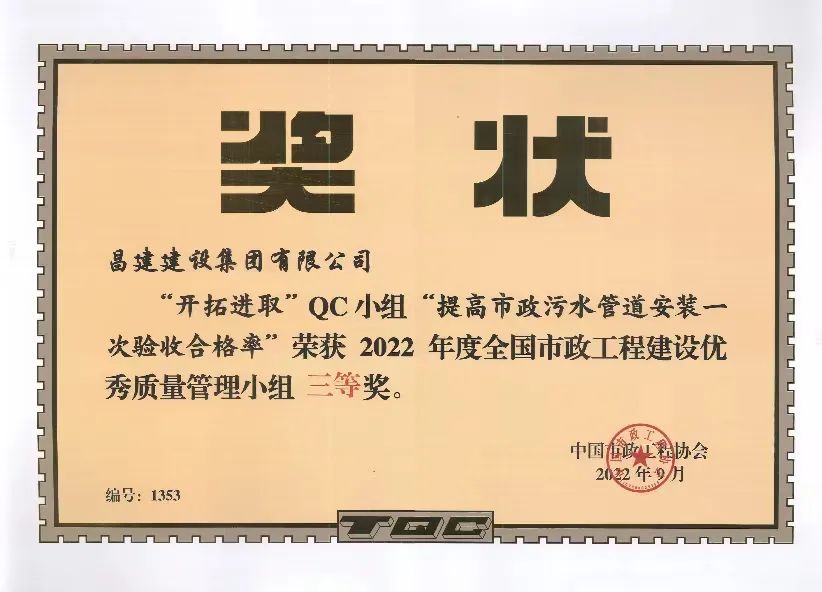 奖状
昌建建设集团有限公司
“开拓进取”QC小组“提高市政污水管道安装一
次验收合格率”荣获 2022 年度全国市政工程建设优
秀质量管理小组 三等奖。
中国市政工程协会
2022年9月
编号：1353
TQC